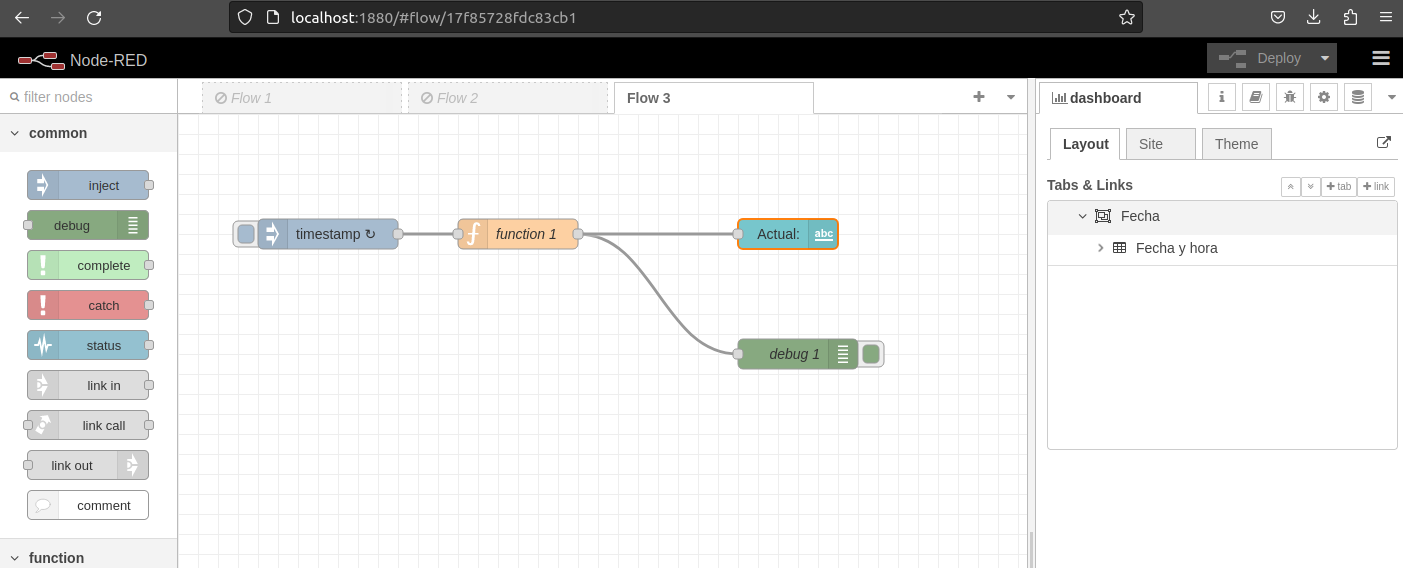 localhost:1880/#flow/17f85728fdc83cb1
Node-RED
Deploy
filter nodes
Flow 1
Flow 2
Flow 3
dashboard
common
inject
debug
complete
catch
status
link in
link call
link out
comment
function
timestamp ↻
function 1
Actual:
abc
debug 1
Layout
Site
Theme
Tabs & Links
tab
link
Fecha
Fecha y hora